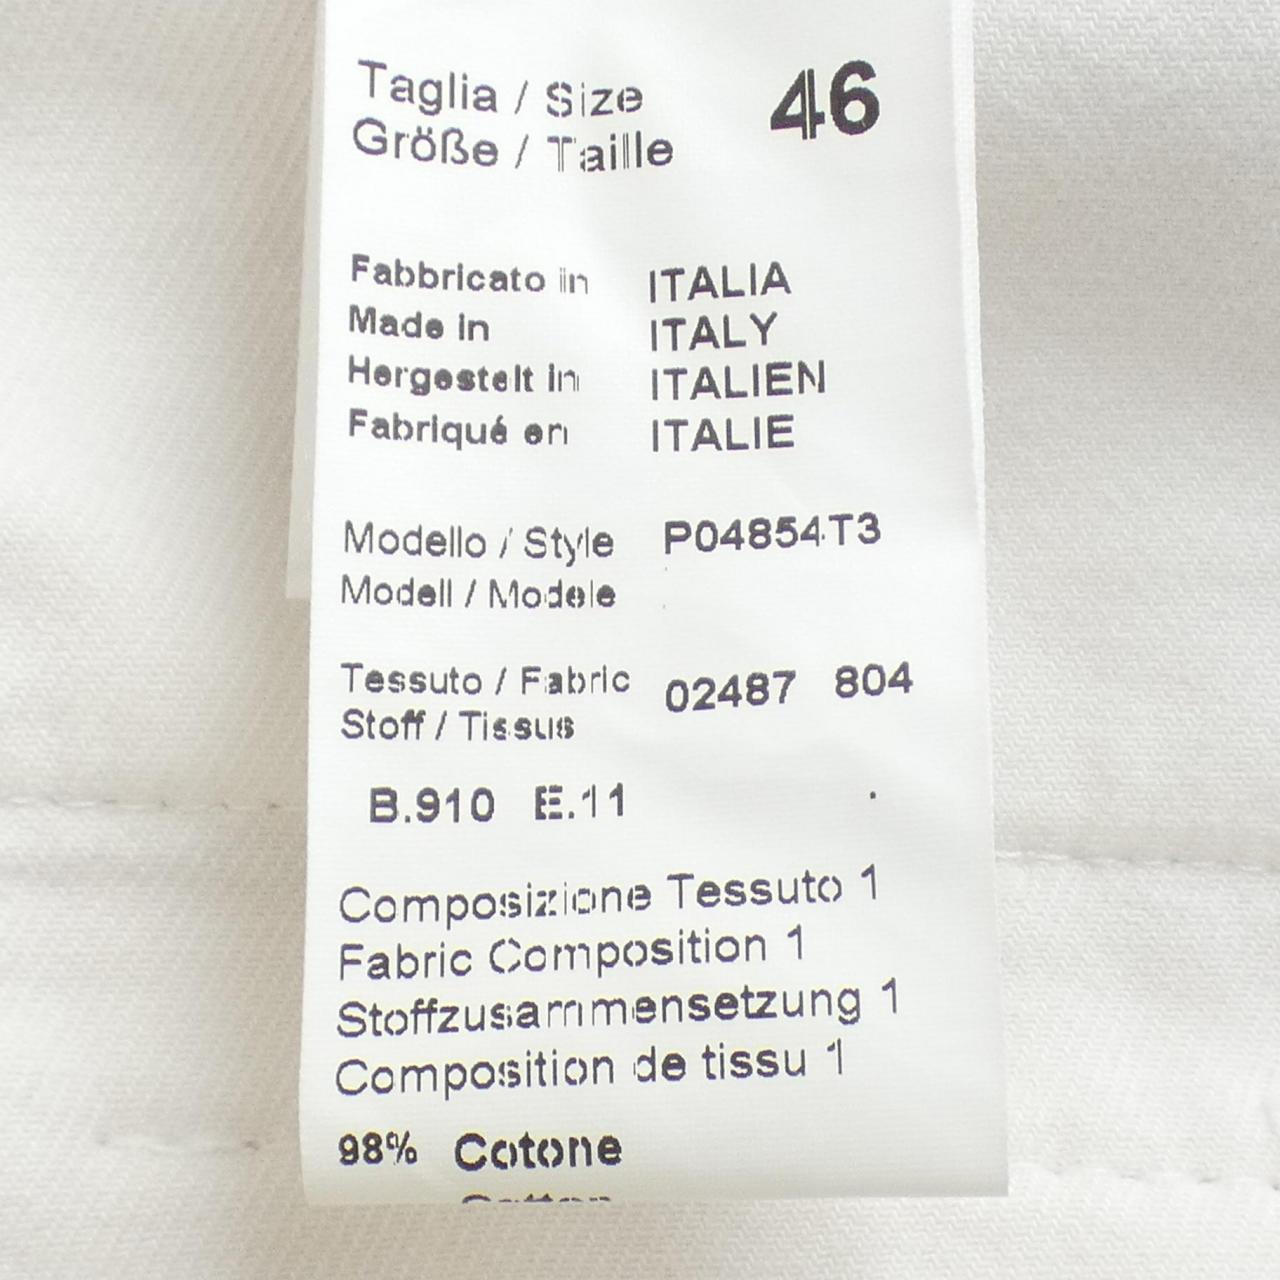 Taglia / Size 46
Größe / Taille
Fabbricato in ITALIA
Made in ITALY
Hergestelt in ITALIEN
Fabriqué en ITALIE
Modello / Style P04854T3
Modell / Modele
Tessuto / Fabric 02487 804
Stoff / Tissus
B.910 E.11
Composizione Tessuto 1
Fabric Composition 1
Stoffzusammensetzung 1
Composition de tissu 1
98% Cotone